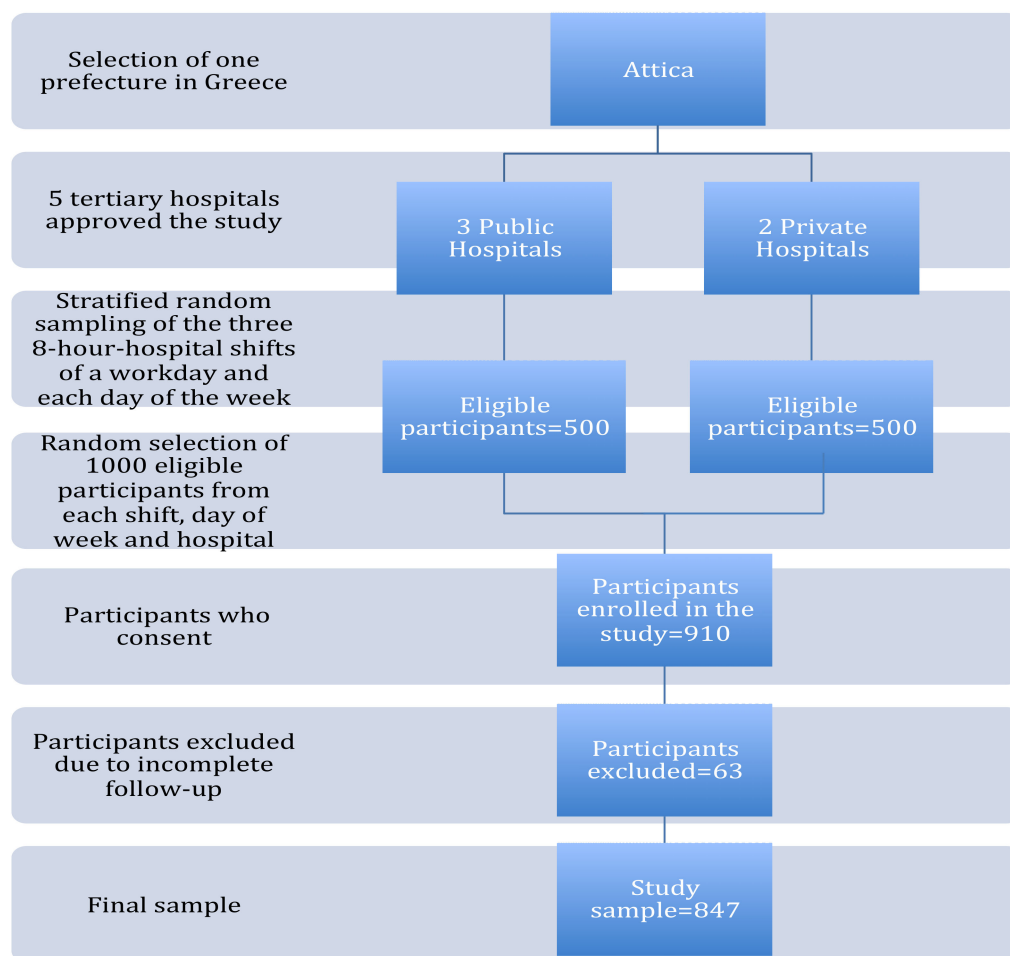 Selection of one
prefecture in Greece
Attica
5 tertiary hospitals
approved the study
3 Public
Hospitals
2 Private
Hospitals
Stratified random
sampling of the three
8-hour-hospital shifts
of a workday and
each day of the week
Eligible
participants=500
Eligible
participants=500
Random selection of
1000 eligible
participants from
each shift, day of
week and hospital
Participants who
consent
Participants
enrolled in the
study=910
Participants excluded
due to incomplete
follow-up
Participants
excluded=63
Final sample
Study
sample=847